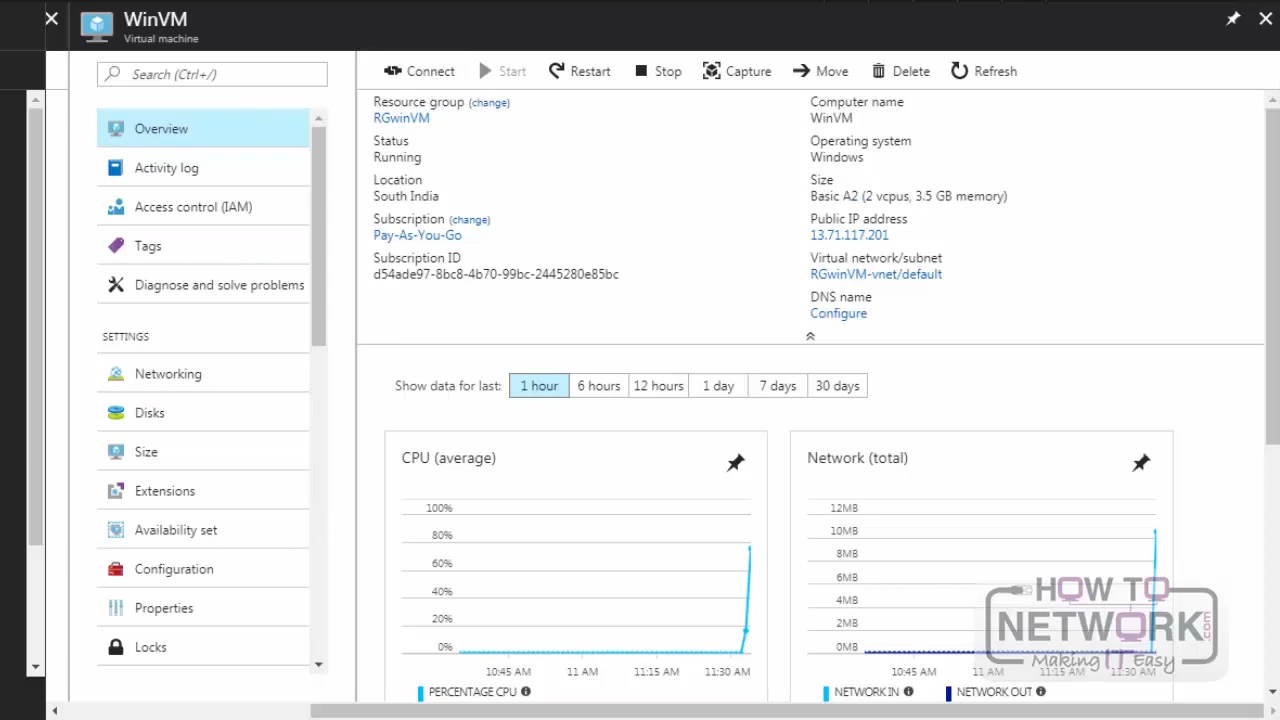 WinVM
Virtual machine
Search (Ctrl+/)
Overview
Activity log
Access control (IAM)
Tags
Diagnose and solve problems
SETTINGS
Networking
Disks
Size
Extensions
Availability set
Configuration
Properties
Locks
Connect Start Restart Stop Capture Move Delete Refresh
Resource group (change)
RGwinVM
Status
Running
Location
South India
Subscription (change)
Pay-As-You-Go
Subscription ID
d54ade97-8bc8-4b70-99bc-2445280e85bc
Computer name
WinVM
Operating system
Windows
Size
Basic A2 (2 vcpus, 3.5 GB memory)
Public IP address
13.71.117.201
Virtual network/subnet
RGwinVM-vnet/default
DNS name
Configure
Show data for last: 1 hour 6 hours 12 hours 1 day 7 days 30 days
CPU (average)
100%
80%
60%
40%
20%
0%
10:45 AM 11 AM 11:15 AM 11:30 AM
PERCENTAGE CPU
Network (total)
12MB
10MB
8MB
6MB
4MB
2MB
0MB
10:45 AM 11 AM 11:15 AM 11:30 AM
NETWORK IN NETWORK OUT
HOW TO
NETWORK.com
Making IT Easy